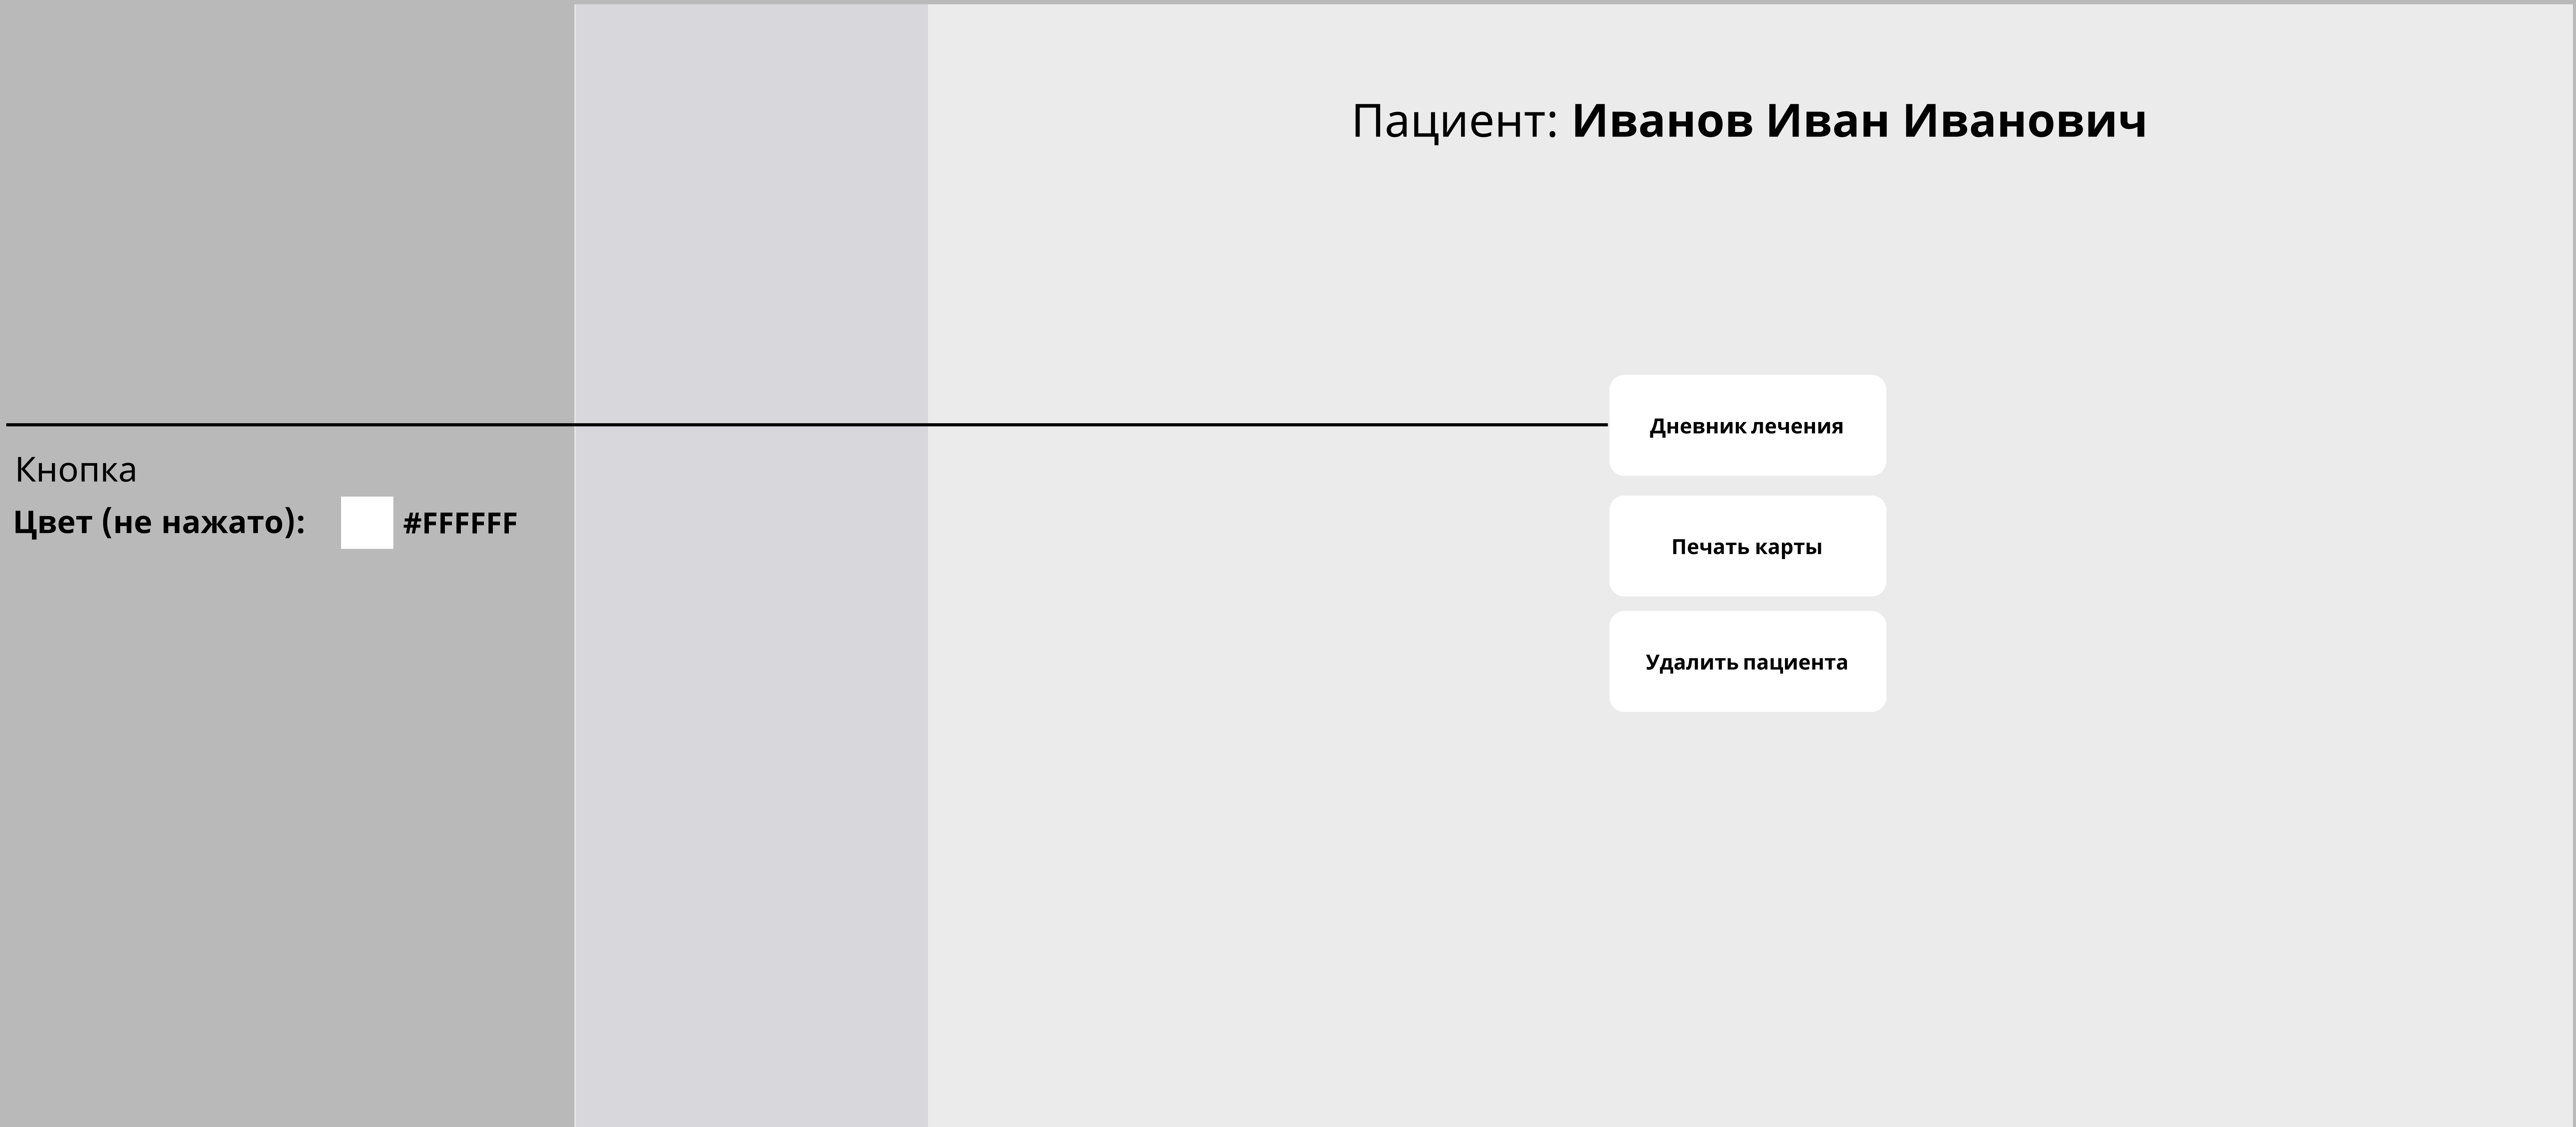 Пациент: Иванов Иван Иванович
Дневник лечения
Кнопка
Цвет (не нажато): #FFFFFF
Печать карты
Удалить пациента